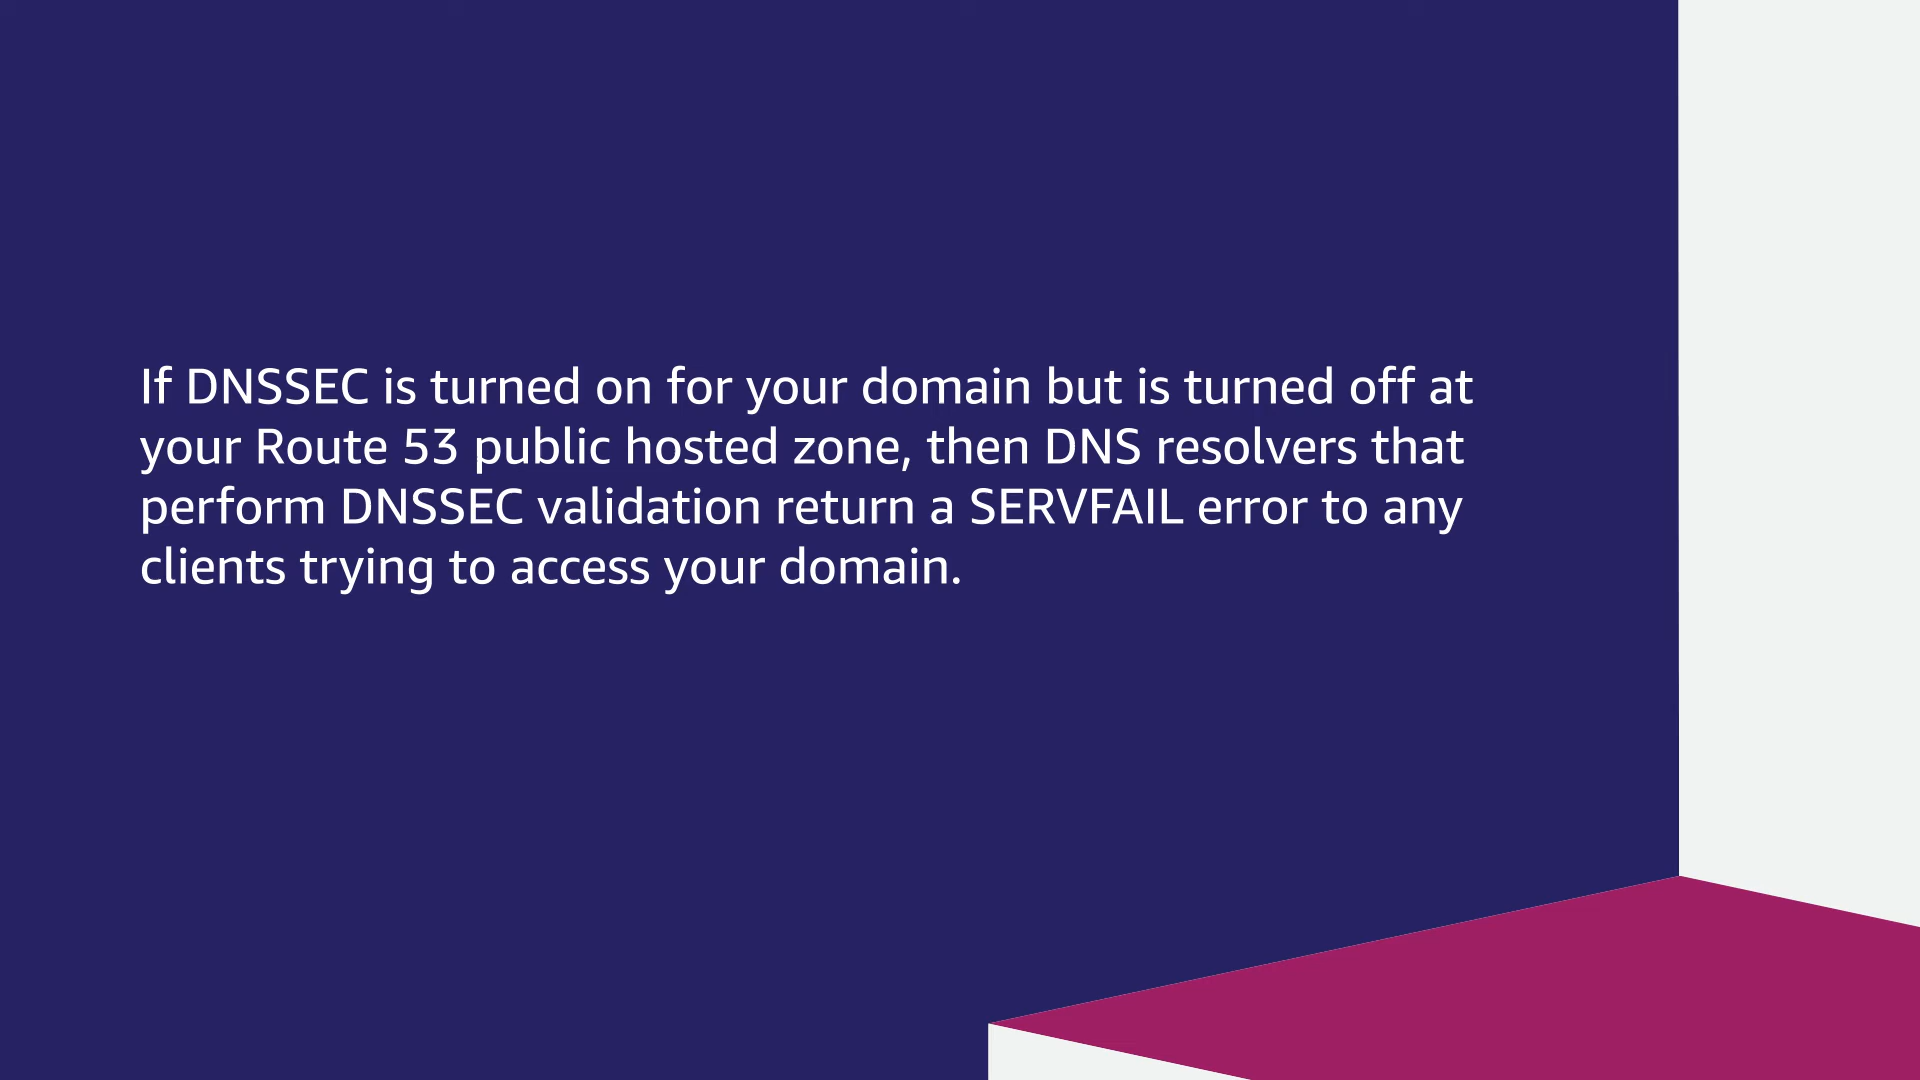 If DNSSEC is turned on for your domain but is turned off at
your Route 53 public hosted zone, then DNS resolvers that
perform DNSSEC validation return a SERVFAIL error to any
clients trying to access your domain.